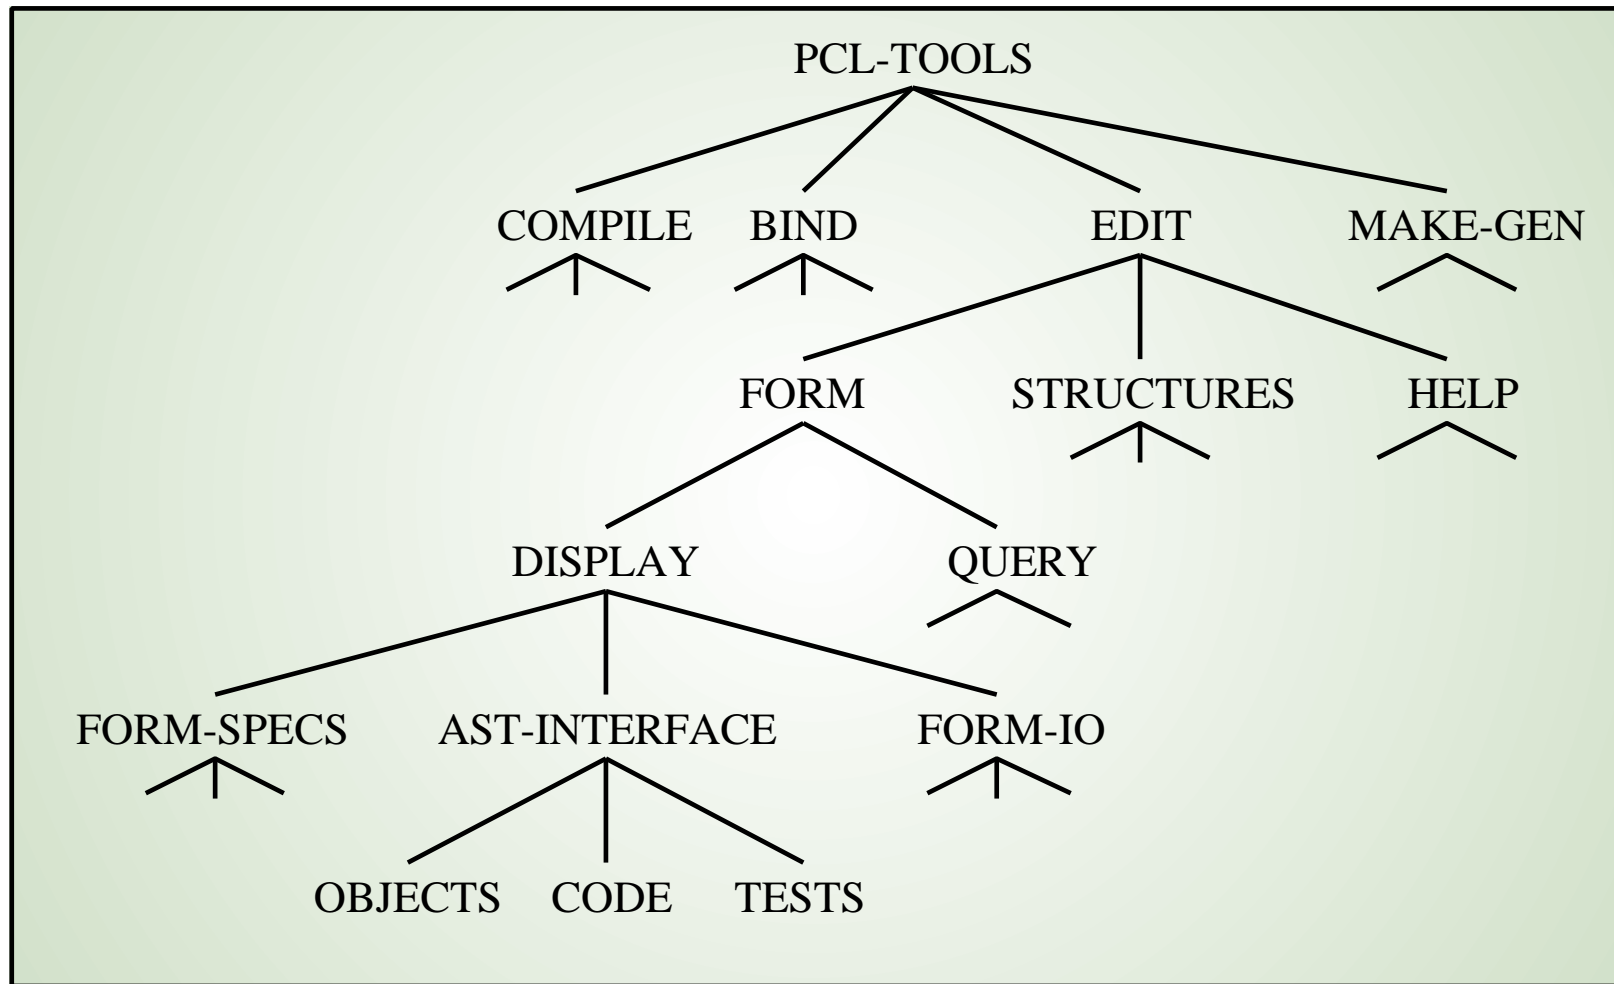 PCL-TOOLS
COMPILE BIND EDIT MAKE-GEN
FORM STRUCTURES HELP
DISPLAY QUERY
FORM-SPECS AST-INTERFACE FORM-IO
OBJECTS CODE TESTS